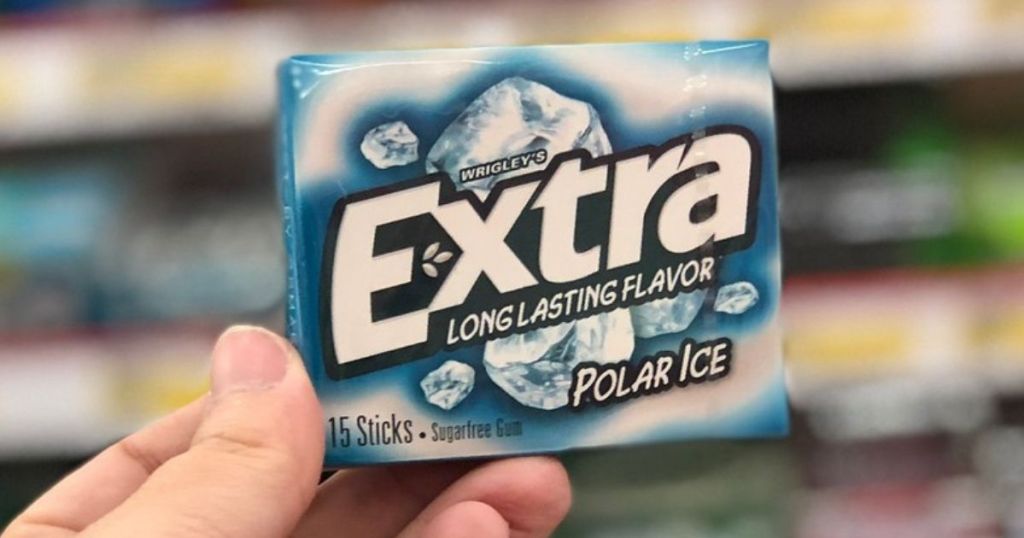 WRIGLEY'S
Extra
LONG LASTING FLAVOR
POLAR ICE
15 Sticks • Sugarfree Gum